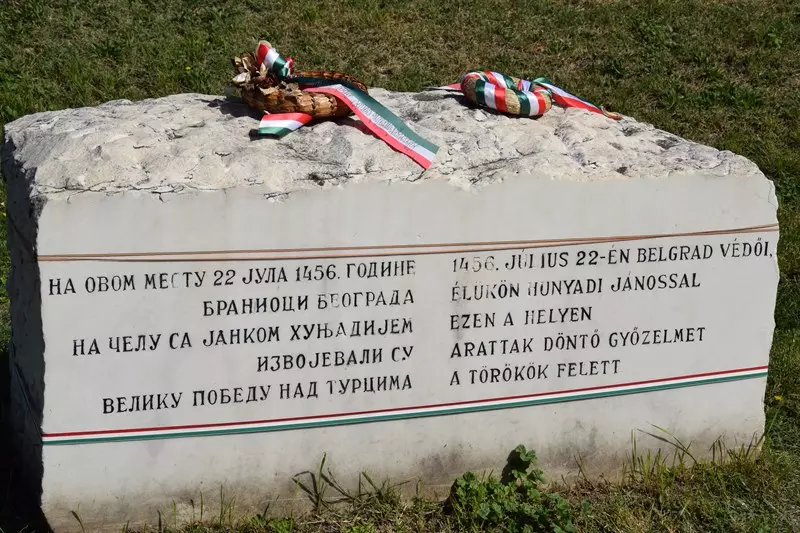 НА ОВОМ МЕСТУ 22 ЈУЛА 1456. ГОДИНЕ
БРАНИОЦИ БЕОГРАДА
НА ЧЕЛУ СА ЈАНКОМ ХУЊАДИЈЕМ
ИЗВОЈЕВАЛИ СУ
ВЕЛИКУ ПОБЕДУ НАД ТУРЦИМА
1456. JÚLIUS 22-ÉN BELGRAD VÉDŐI,
ÉLÜKÖN HUNYADI JÁNOSSAL
EZEN A HELYEN
ARATTAK DÖNTŐ GYŐZELMET
A TÖRÖKÖK FELETT